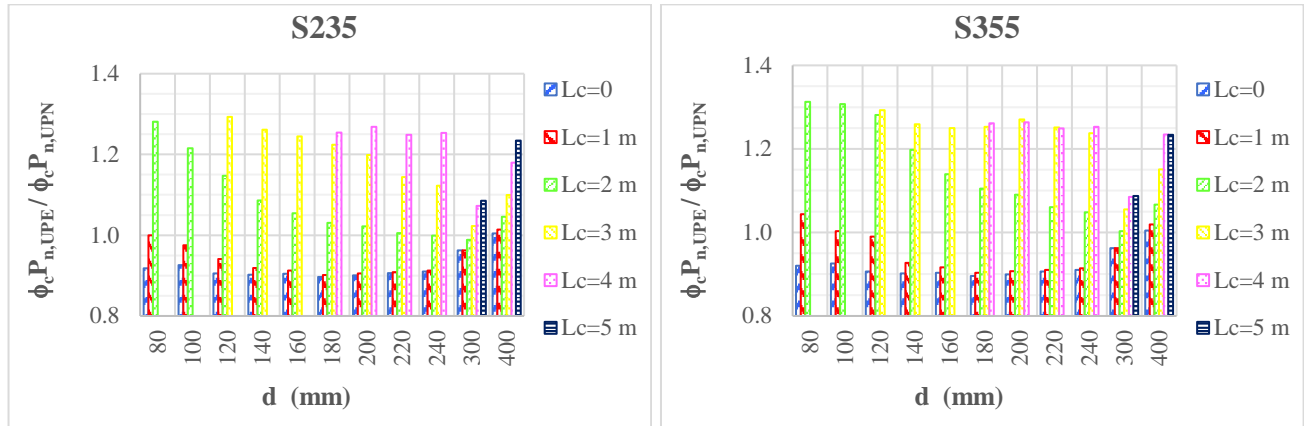 S235
ϕcPn,UPE / ϕcPn,UPN
1.4
1.2
1.0
0.8
80
100
120
140
160
180
200
220
240
300
400
d (mm)
Lc=0
Lc=1 m
Lc=2 m
Lc=3 m
Lc=4 m
Lc=5 m
S355
ϕcPn,UPE / ϕcPn,UPN
1.4
1.2
1.0
0.8
80
100
120
140
160
180
200
220
240
300
400
d (mm)
Lc=0
Lc=1 m
Lc=2 m
Lc=3 m
Lc=4 m
Lc=5 m